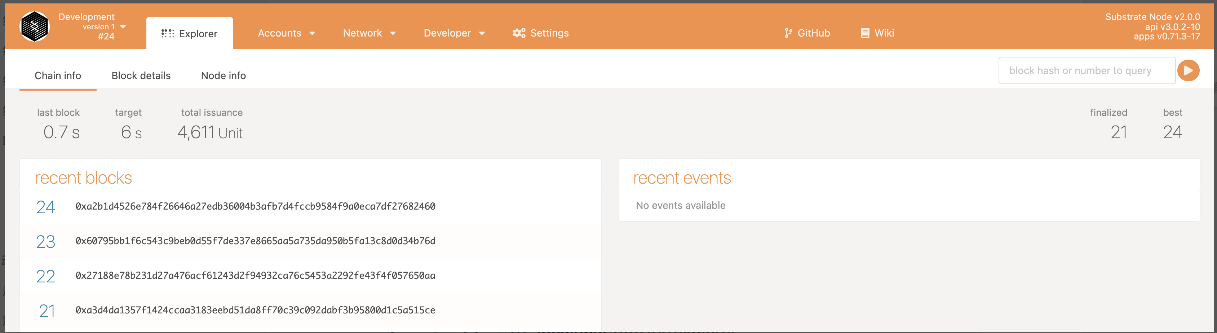 Development
version 1
#24
Explorer
Accounts
Network
Developer
Settings
GitHub
Wiki
Substrate Node v2.0.0
api v3.0.2-10
apps v0.71.3-17
Chain info
Block details
Node info
block hash or number to query
last block
0.7 s
target
6 s
total issuance
4,611 Unit
finalized
21
best
24
recent blocks
24 0xa2b1d4526e784f26646a27edb36004b3afb7d4fccb9584f9a0eca7df27682460
23 0x60795bb1f6c543c9beb0d55f7de337e8665aa5a735da950b5fa13c8d0d34b76d
22 0x27188e78b231d27a476acf61243d2f94932ca76c5453a2292fe43f4f057650aa
21 0xa3d4da1357f1424ccaa3183eebd51da8ff70c39c092dabf3b95800d1c5a515ce
recent events
No events available